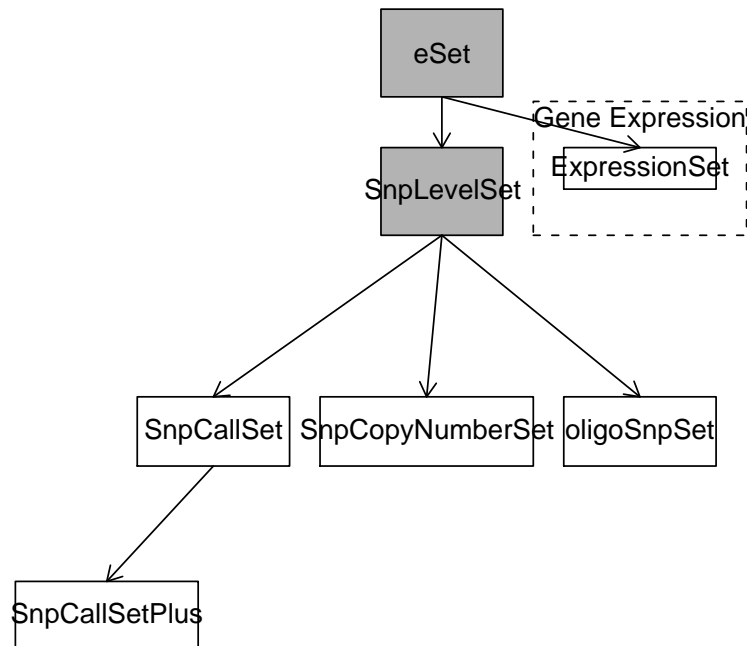 eSet
Gene Expression
ExpressionSet
SnpLevelSet
SnpCallSet
SnpCopyNumberSet
oligoSnpSet
SnpCallSetPlus